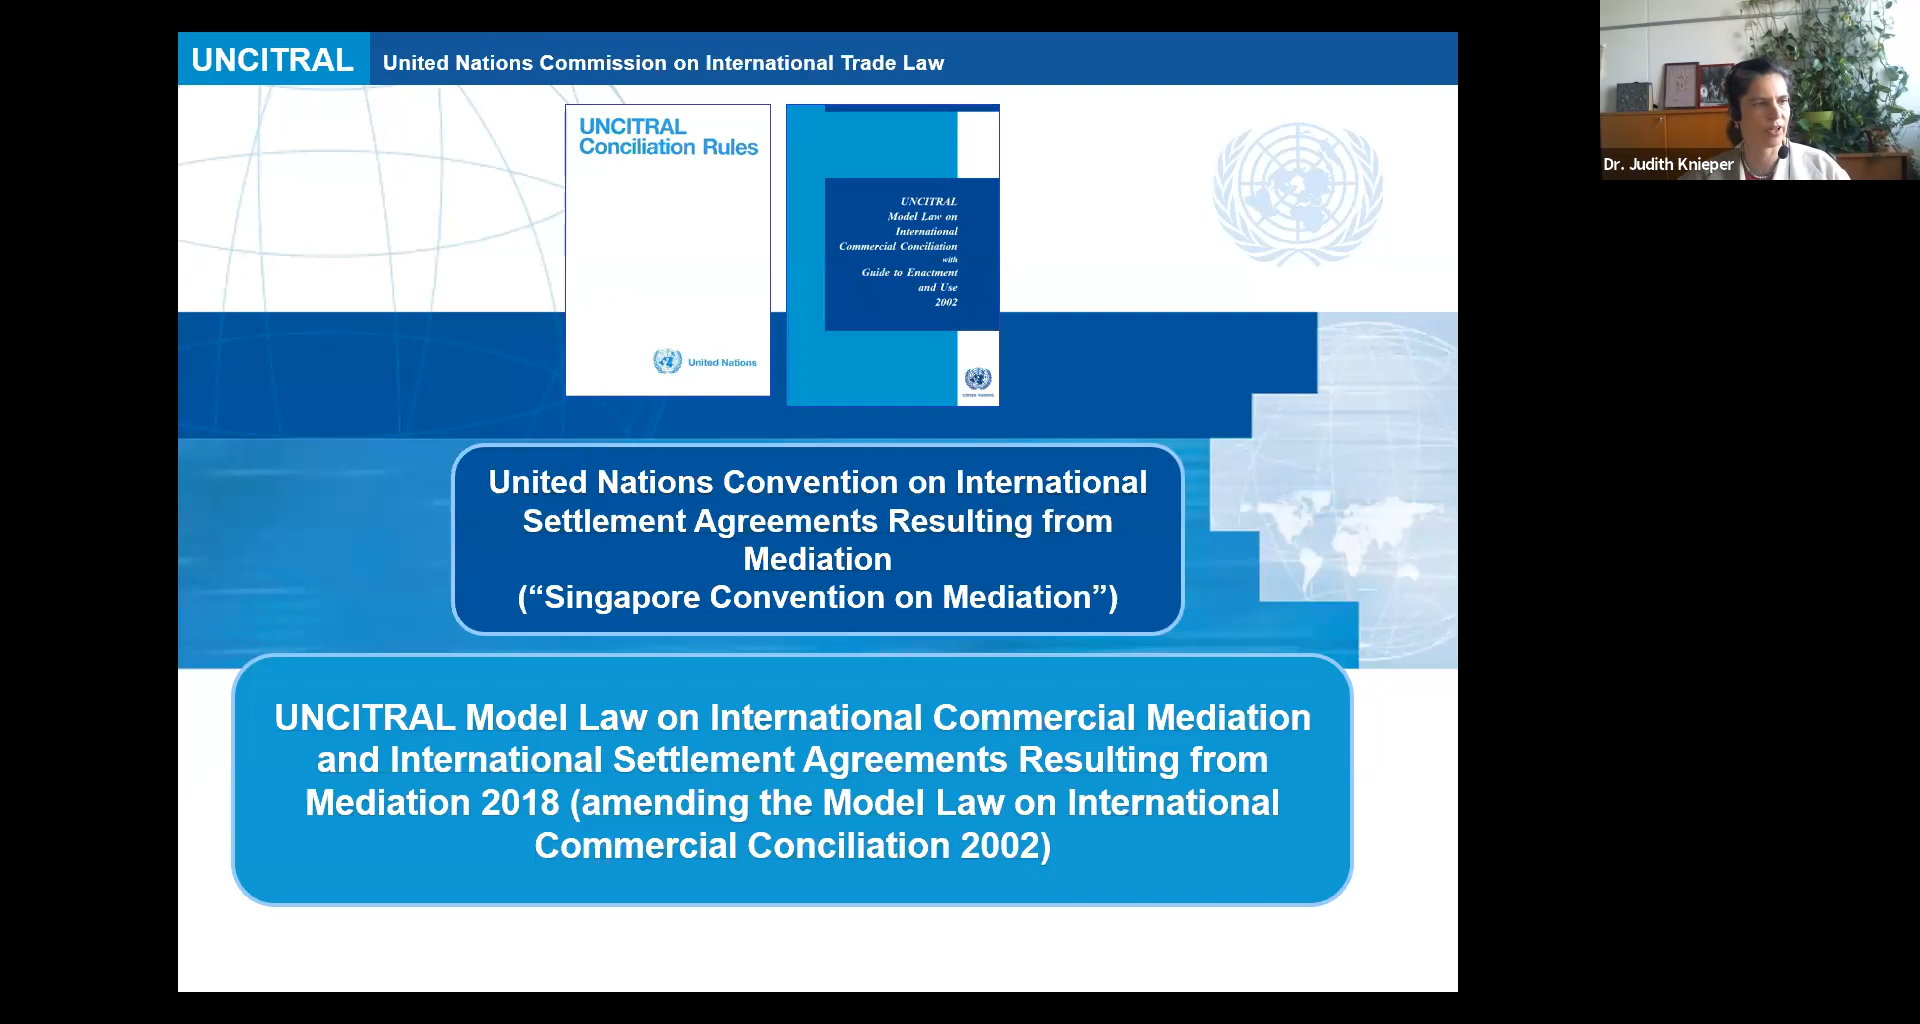 UNCITRAL
United Nations Commission on International Trade Law
UNCITRAL
Conciliation Rules
United Nations
UNCITRAL
Model Law on
International
Commercial Conciliation
with
Guide to Enactment
and Use
2002
UNITED NATIONS
Dr. Judith Knieper
United Nations Convention on International
Settlement Agreements Resulting from
Mediation
(“Singapore Convention on Mediation”)
UNCITRAL Model Law on International Commercial Mediation
and International Settlement Agreements Resulting from
Mediation 2018 (amending the Model Law on International
Commercial Conciliation 2002)